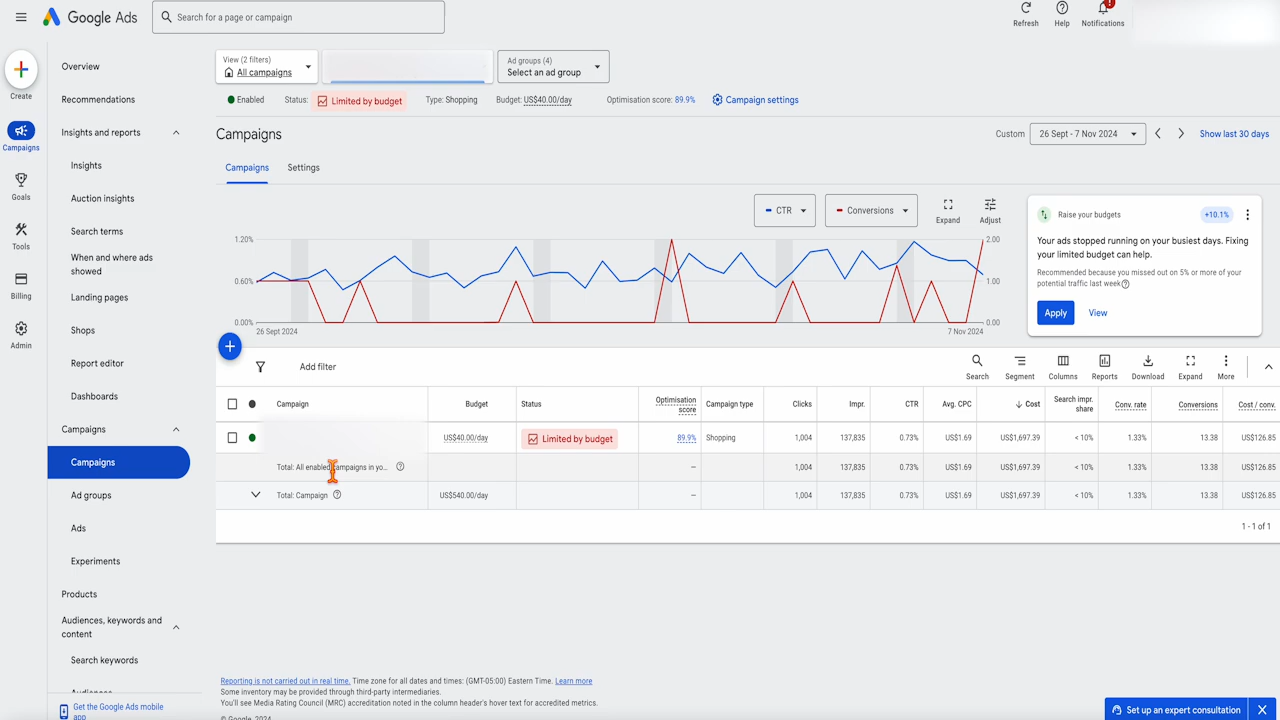 Google Ads
Search for a page or campaign
Refresh
Help
Notifications
Create
Campaigns
Goals
Tools
Billing
Admin
Overview
Recommendations
Insights and reports
Insights
Auction insights
Search terms
When and where ads
showed
Landing pages
Shops
Report editor
Dashboards
Campaigns
Campaigns
Ad groups
Ads
Experiments
Products
Audiences, keywords and
content
Search keywords
Audiences
Get the Google Ads mobile
app
View (2 filters)
All campaigns
Ad groups (4)
Select an ad group
Enabled Status: Limited by budget Type: Shopping Budget: US$40.00/day Optimisation score: 89.9% Campaign settings
Campaigns
Custom 26 Sept - 7 Nov 2024 Show last 30 days
Campaigns Settings
CTR Conversions Expand Adjust
1.20% 2.00
0.60% 1.00
0.00% 0.00
26 Sept 2024 7 Nov 2024
Raise your budgets +10.1%
Your ads stopped running on your busiest days. Fixing
your limited budget can help.
Recommended because you missed out on 5% or more of your
potential traffic last week
Apply View
Add filter
Search Segment Columns Reports Download Expand More
Campaign Budget Status Optimisation
score Campaign type Clicks Impr. CTR Avg. CPC Cost Search impr.
share Conv. rate Conversions Cost / conv.
US$40.00/day Limited by budget 89.9% Shopping 1,004 137,835 0.73% US$1.69 US$1,697.39 < 10% 1.33% 13.38 US$126.85
Total: All enabled campaigns in yo... – 1,004 137,835 0.73% US$1.69 US$1,697.39 < 10% 1.33% 13.38 US$126.85
Total: Campaign US$540.00/day – 1,004 137,835 0.73% US$1.69 US$1,697.39 < 10% 1.33% 13.38 US$126.85
1 - 1 of 1
Reporting is not carried out in real time. Time zone for all dates and times: (GMT-05:00) Eastern Time. Learn more
Some inventory may be provided through third-party intermediaries.
You'll see Media Rating Council (MRC) accreditation noted in the column header's hover text for accredited metrics.
© Google, 2024
Set up an expert consultation